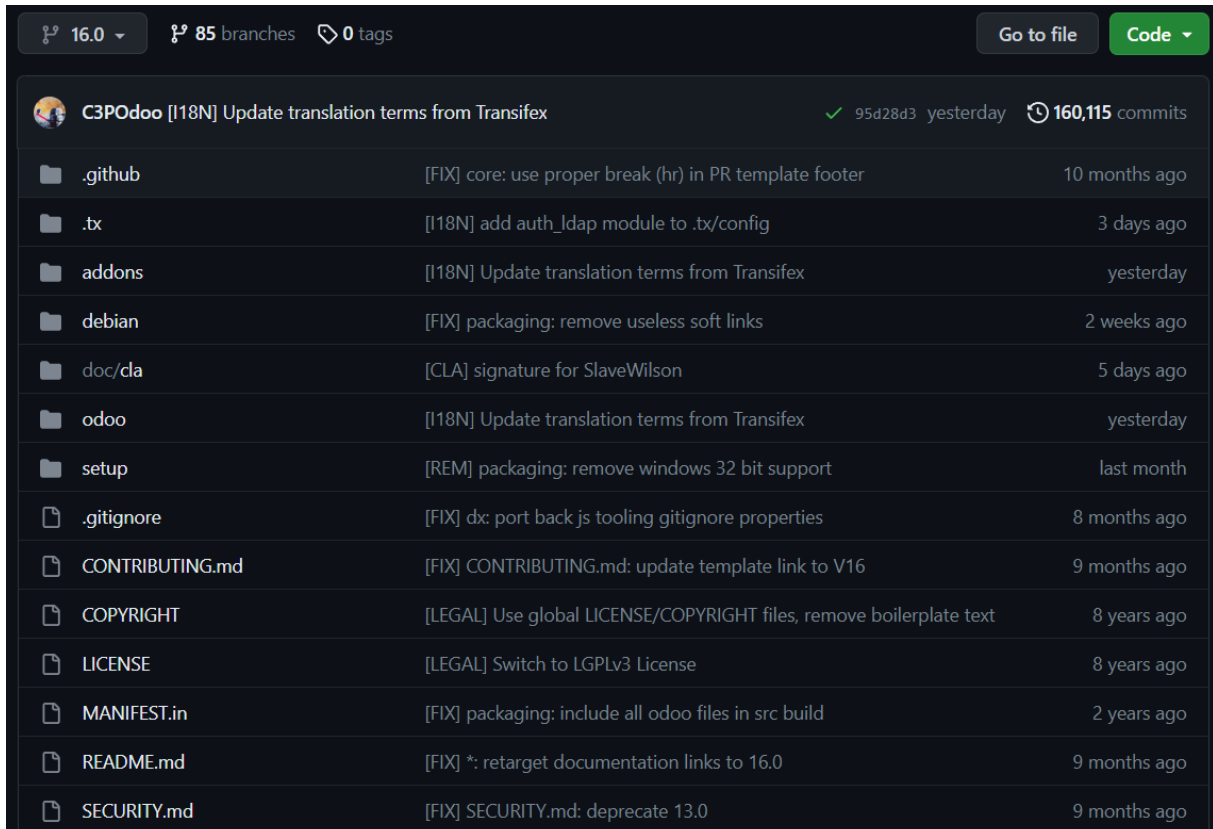 16.0 85 branches 0 tags Go to file Code
C3POdoo [I18N] Update translation terms from Transifex 95d28d3 yesterday 160,115 commits
.github [FIX] core: use proper break (hr) in PR template footer 10 months ago
.tx [I18N] add auth_ldap module to .tx/config 3 days ago
addons [I18N] Update translation terms from Transifex yesterday
debian [FIX] packaging: remove useless soft links 2 weeks ago
doc/cla [CLA] signature for SlaveWilson 5 days ago
odoo [I18N] Update translation terms from Transifex yesterday
setup [REM] packaging: remove windows 32 bit support last month
.gitignore [FIX] dx: port back js tooling gitignore properties 8 months ago
CONTRIBUTING.md [FIX] CONTRIBUTING.md: update template link to V16 9 months ago
COPYRIGHT [LEGAL] Use global LICENSE/COPYRIGHT files, remove boilerplate text 8 years ago
LICENSE [LEGAL] Switch to LGPLv3 License 8 years ago
MANIFEST.in [FIX] packaging: include all odoo files in src build 2 years ago
README.md [FIX] *: retarget documentation links to 16.0 9 months ago
SECURITY.md [FIX] SECURITY.md: deprecate 13.0 9 months ago